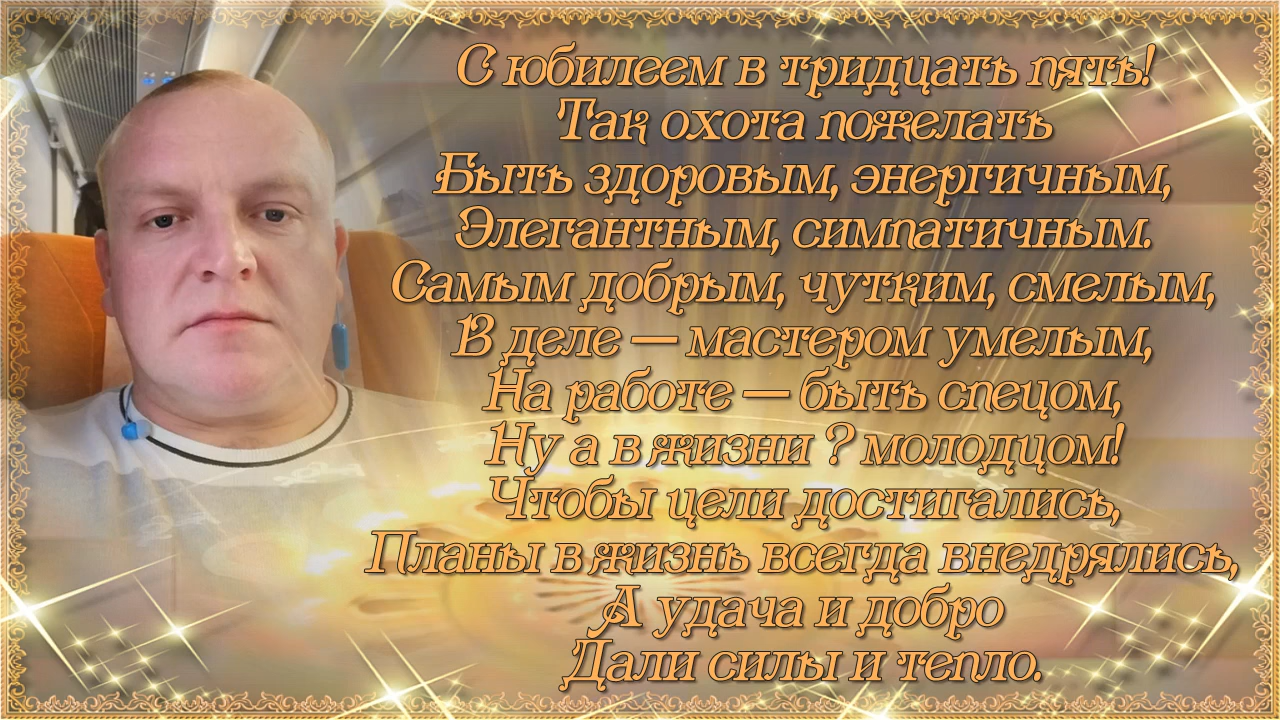 С юбилеем в тридцать пять!
Так охота пожелать
Быть здоровым, энергичным,
Элегантным, симпатичным.
Самым добрым, чутким, смелым,
В деле — мастером умелым,
На работе — быть спецом,
Ну а в жизни ? молодцом!
Чтобы цели достигались,
Планы в жизнь всегда внедрялись,
А удача и добро
Дали силы и тепло.